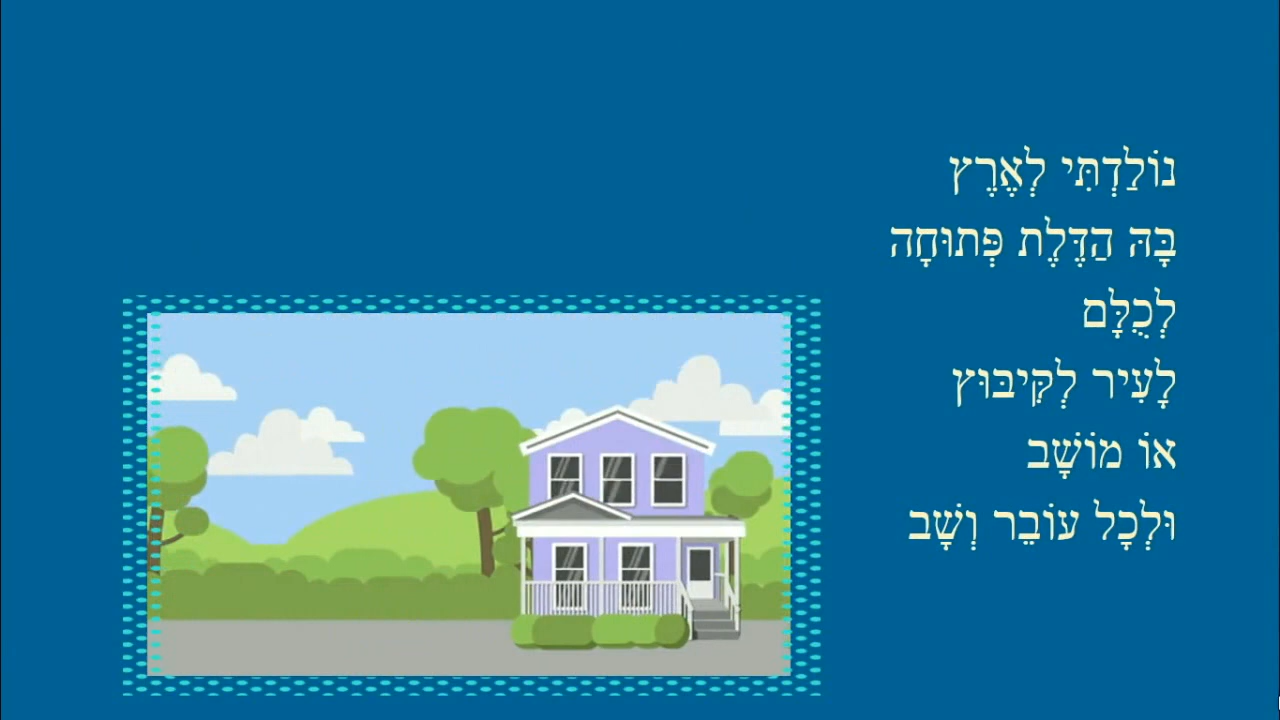 נוֹלַדְתִּי לְאֶרֶץ
בָּהּ הַדֶּלֶת פְּתוּחָה
לְכֻלָּם
לָעִיר לְקִּיבּוּץ
אוֹ מוֹשָׁב
וּלְכָל עוֹבֵר וְשָׁב